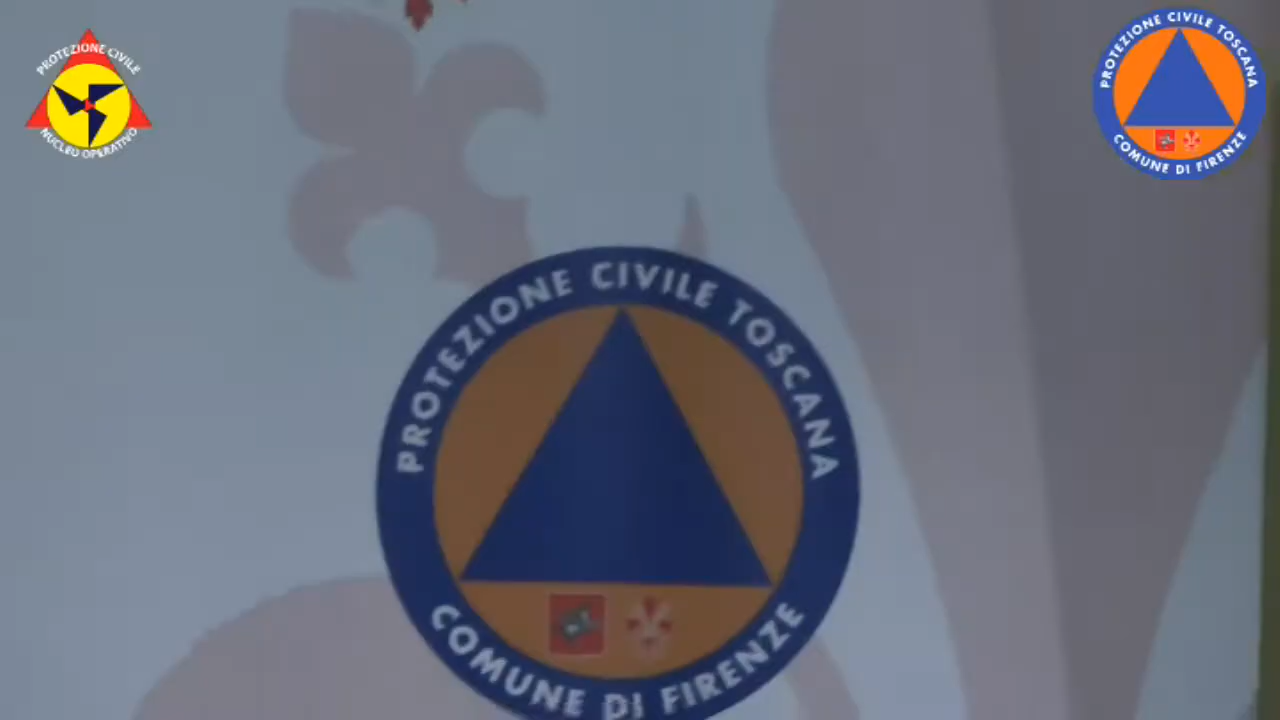 PROTEZIONE CIVILE
NUCLEO OPERATIVO
PROTEZIONE CIVILE TOSCANA
COMUNE DI FIRENZE
PROTEZIONE CIVILE TOSCANA
COMUNE DI FIRENZE